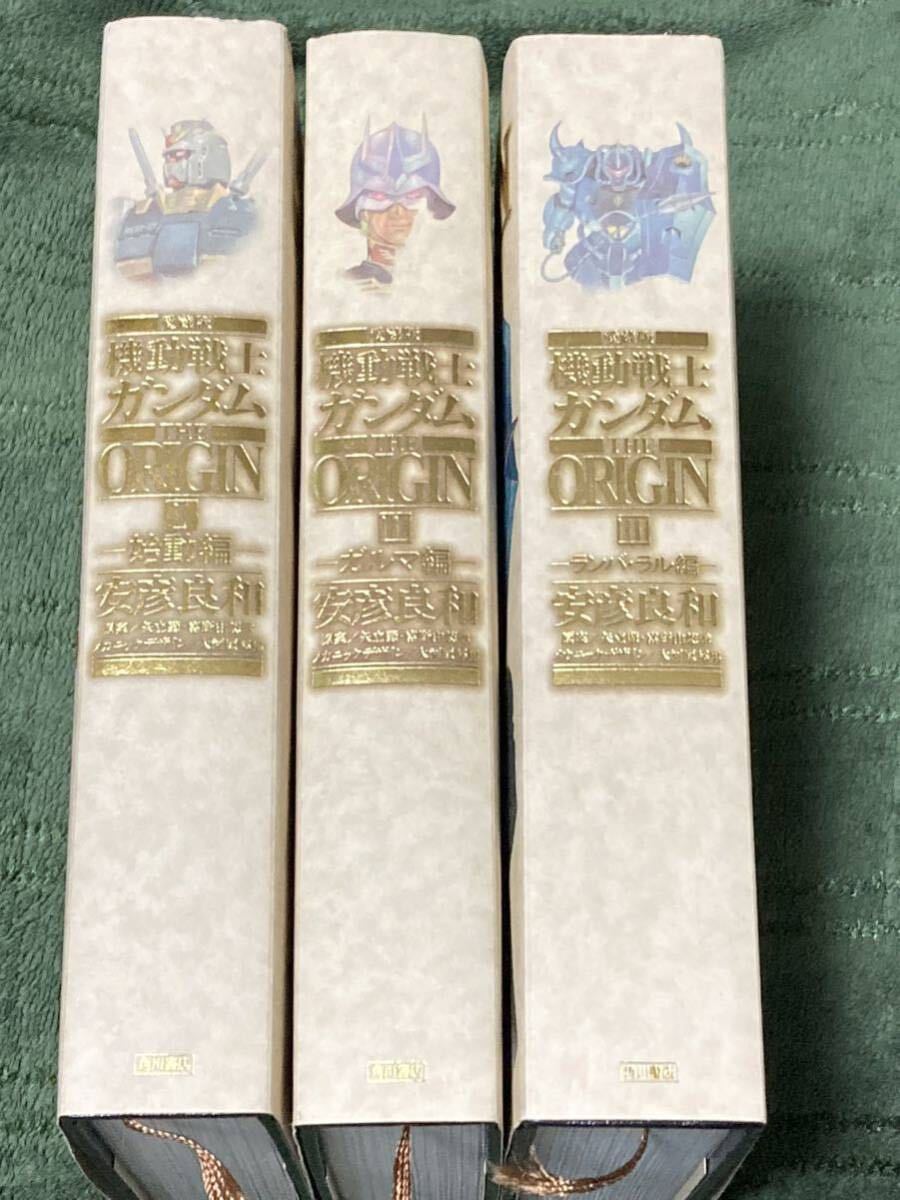 愛蔵版
機動戦士
ガンダム
THE
ORIGIN
I
始動編
安彦良和
角川書店
愛蔵版
機動戦士
ガンダム
THE
ORIGIN
II
ガルマ編
安彦良和
角川書店
愛蔵版
機動戦士
ガンダム
THE
ORIGIN
III
ランバ・ラル編
安彦良和
角川書店